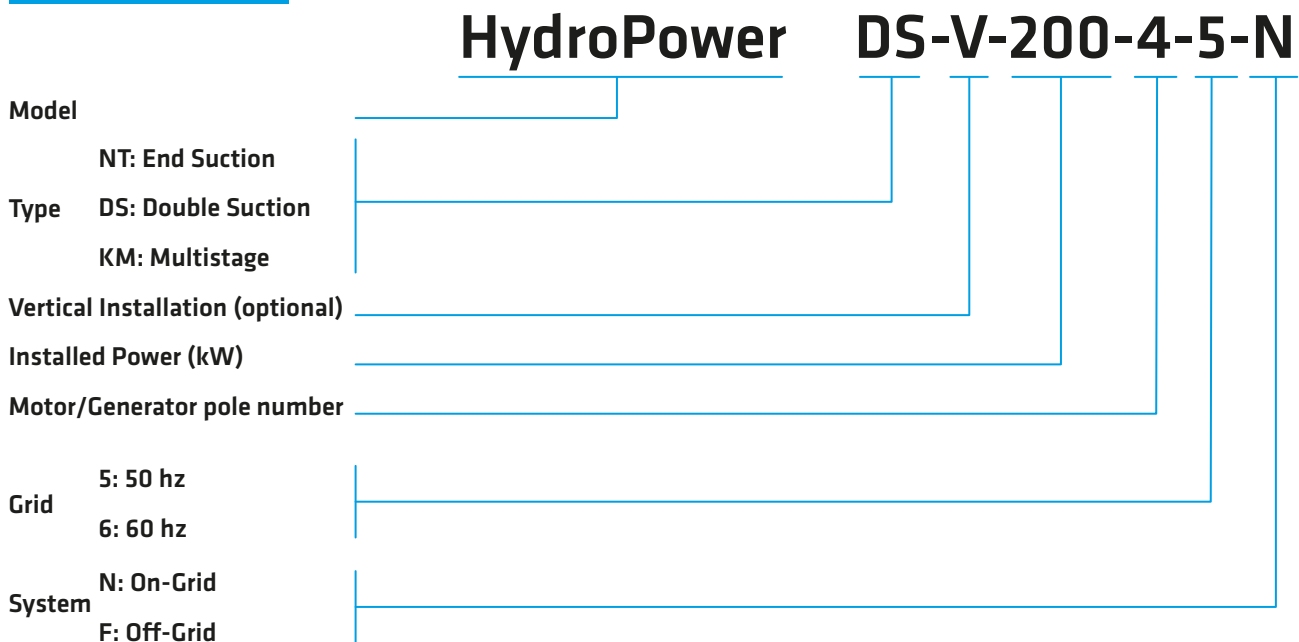 HydroPower DS-V-200-4-5-N
Model
NT: End Suction
Type DS: Double Suction
KM: Multistage
Vertical Installation (optional)
Installed Power (kW)
Motor/Generator pole number
5: 50 hz
Grid
6: 60 hz
N: On-Grid
System
F: Off-Grid